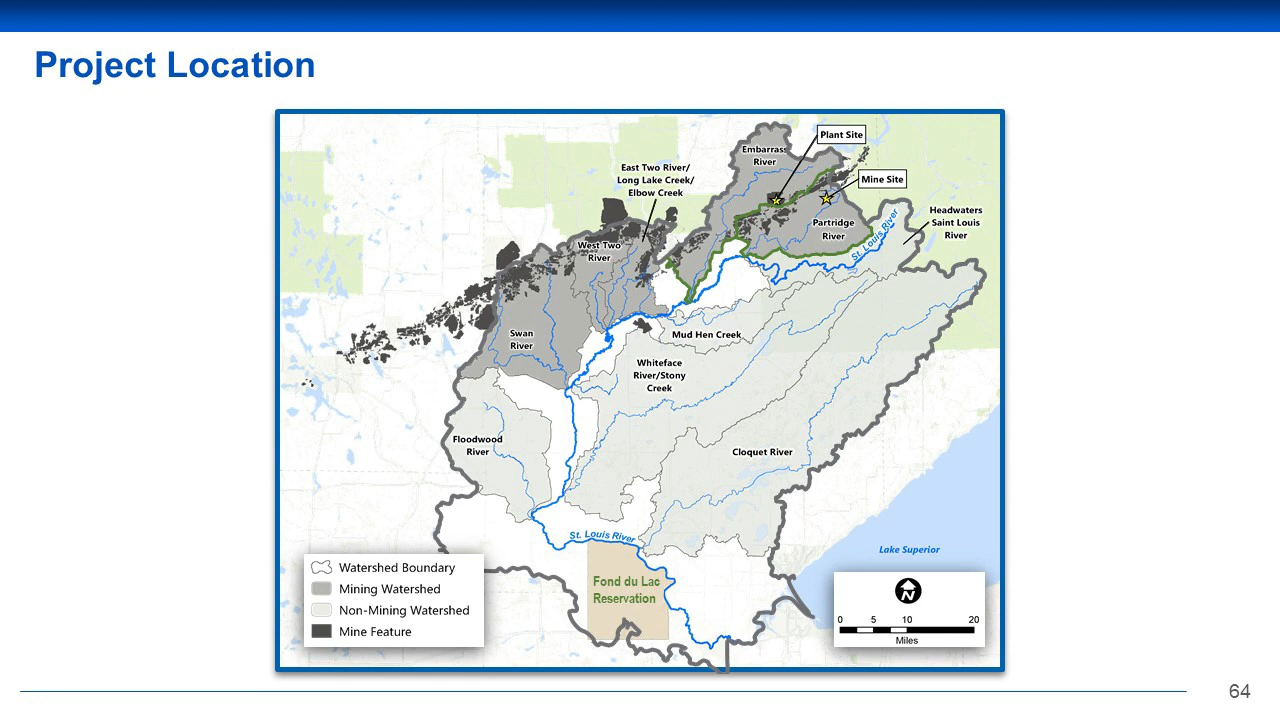 Project Location
Plant Site
Embarrass
River
East Two River/
Long Lake Creek/
Elbow Creek
Mine Site
Headwaters
Saint Louis
River
Partridge
River
St. Louis River
West Two
River
Swan
River
Mud Hen Creek
Whiteface
River/Stony
Creek
Floodwood
River
Cloquet River
St. Louis River
Lake Superior
Fond du Lac
Reservation
Watershed Boundary
Mining Watershed
Non-Mining Watershed
Mine Feature
N
0 5 10 20
Miles
64